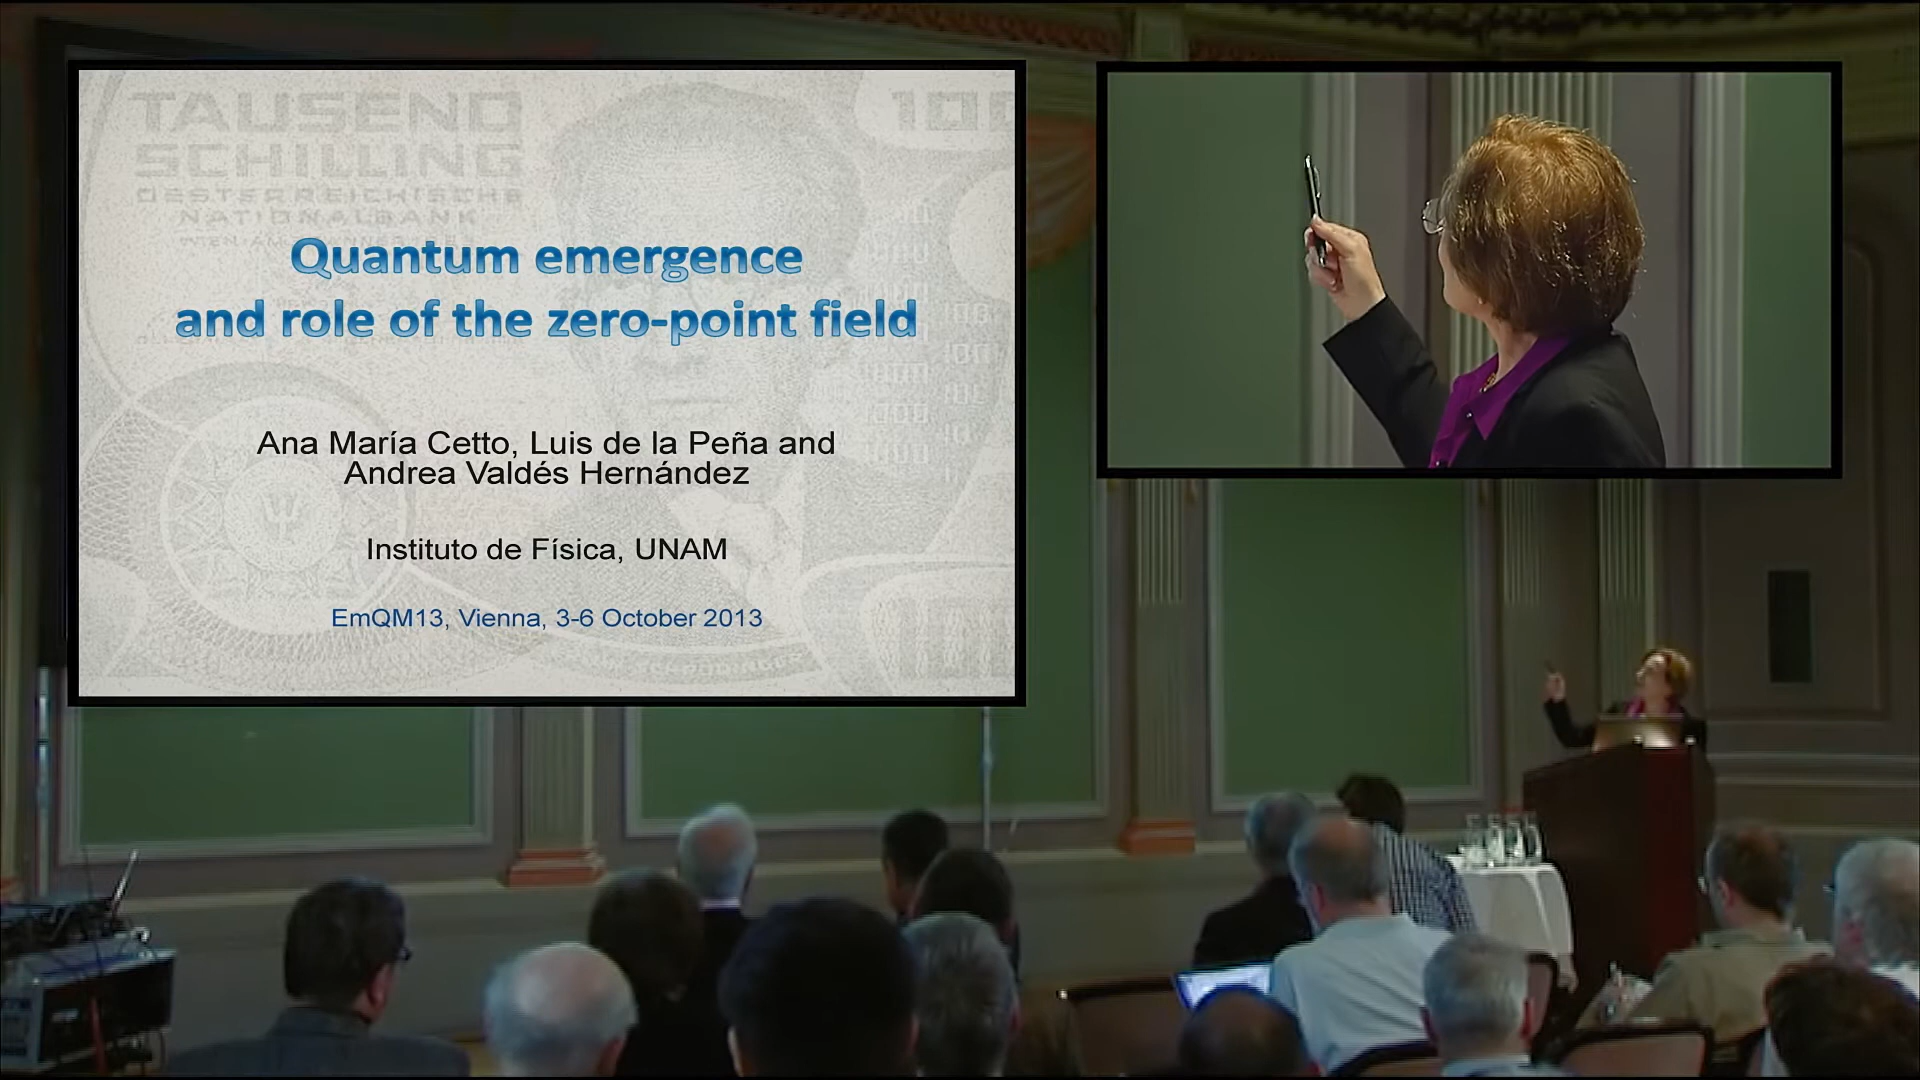 TAUSEND
SCHILLING
OESTERREICHISCHE
NATIONALBANK
Quantum emergence
and role of the zero-point field
Ana María Cetto, Luis de la Peña and
Andrea Valdés Hernández
Instituto de Física, UNAM
EmQM13, Vienna, 3-6 October 2013